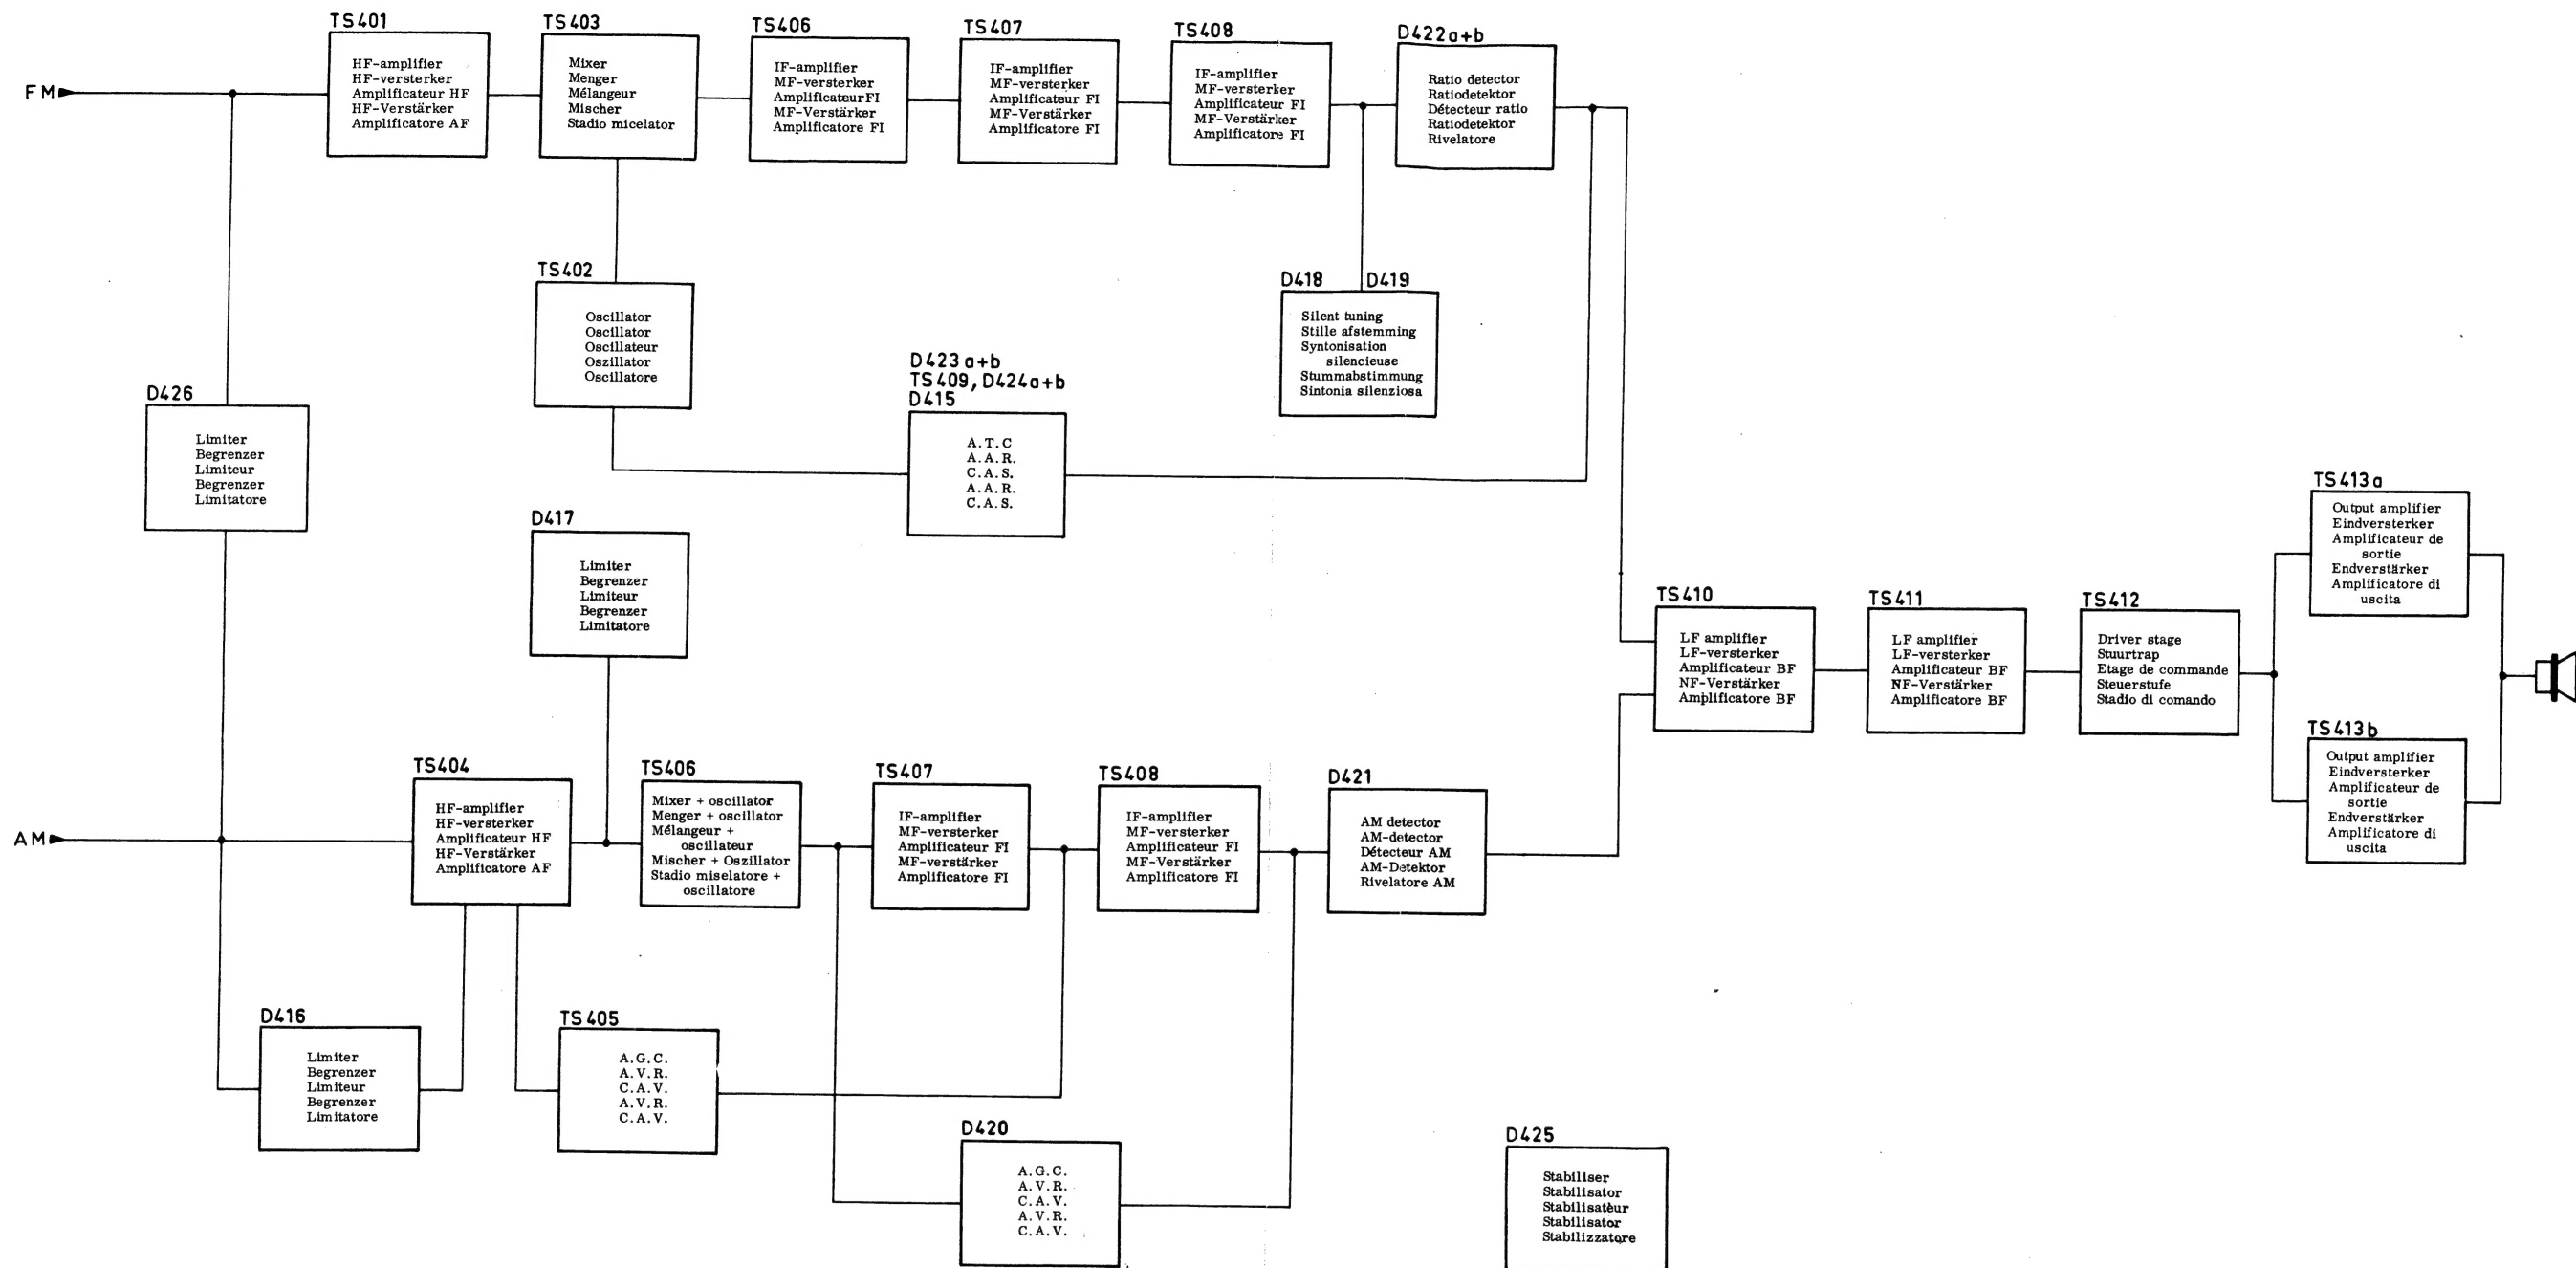 FM
TS401
HF-amplifier
HF-versterker
Amplificateur HF
HF-Verstärker
Amplificatore AF
TS403
Mixer
Menger
Mélangeur
Mischer
Stadio micelator
TS406
IF-amplifier
MF-versterker
AmplificateurFI
MF-Verstärker
Amplificatore FI
TS407
IF-amplifier
MF-versterker
Amplificateur FI
MF-Verstärker
Amplificatore FI
TS408
IF-amplifier
MF-versterker
Amplificateur FI
MF-Verstärker
Amplificatore FI
D422a+b
Ratio detector
Ratiodetektor
Détecteur ratio
Ratiodetektor
Rivelatore
TS402
Oscillator
Oscillator
Oscillateur
Oszillator
Oscillatore
D418 D419
Silent tuning
Stille afstemming
Syntonisation
silencieuse
Stummabstimmung
Sintonia silenziosa
D426
Limiter
Begrenzer
Limiteur
Begrenzer
Limitatore
D423a+b
TS409, D424a+b
D415
A.T.C
A.A.R.
C.A.S.
A.A.R.
C.A.S.
D417
Limiter
Begrenzer
Limiteur
Begrenzer
Limitatore
TS410
LF amplifier
LF-versterker
Amplificateur BF
NF-Verstärker
Amplificatore BF
TS411
LF amplifier
LF-versterker
Amplificateur BF
NF-Verstärker
Amplificatore BF
TS412
Driver stage
Stuurtrap
Etage de commande
Steuerstufe
Stadio di comando
TS413a
Output amplifier
Eindversterker
Amplificateur de
sortie
Endverstärker
Amplificatore di
uscita
TS413b
Output amplifier
Eindversterker
Amplificateur de
sortie
Endverstärker
Amplificatore di
uscita
AM
TS404
HF-amplifier
HF-versterker
Amplificateur HF
HF-Verstärker
Amplificatore AF
TS406
Mixer + oscillator
Menger + oscillator
Mélangeur +
oscillateur
Mischer + Oszillator
Stadio miselatore +
oscillatore
TS407
IF-amplifier
MF-versterker
Amplificateur FI
MF-verstärker
Amplificatore FI
TS408
IF-amplifier
MF-versterker
Amplificateur FI
MF-Verstärker
Amplificatore FI
D421
AM detector
AM-detector
Détecteur AM
AM-Detektor
Rivelatore AM
D416
Limiter
Begrenzer
Limiteur
Begrenzer
Limitatore
TS405
A.G.C.
A.V.R.
C.A.V.
A.V.R.
C.A.V.
D420
A.G.C.
A.V.R.
C.A.V.
A.V.R.
C.A.V.
D425
Stabiliser
Stabilisator
Stabilisateur
Stabilisator
Stabilizzatore